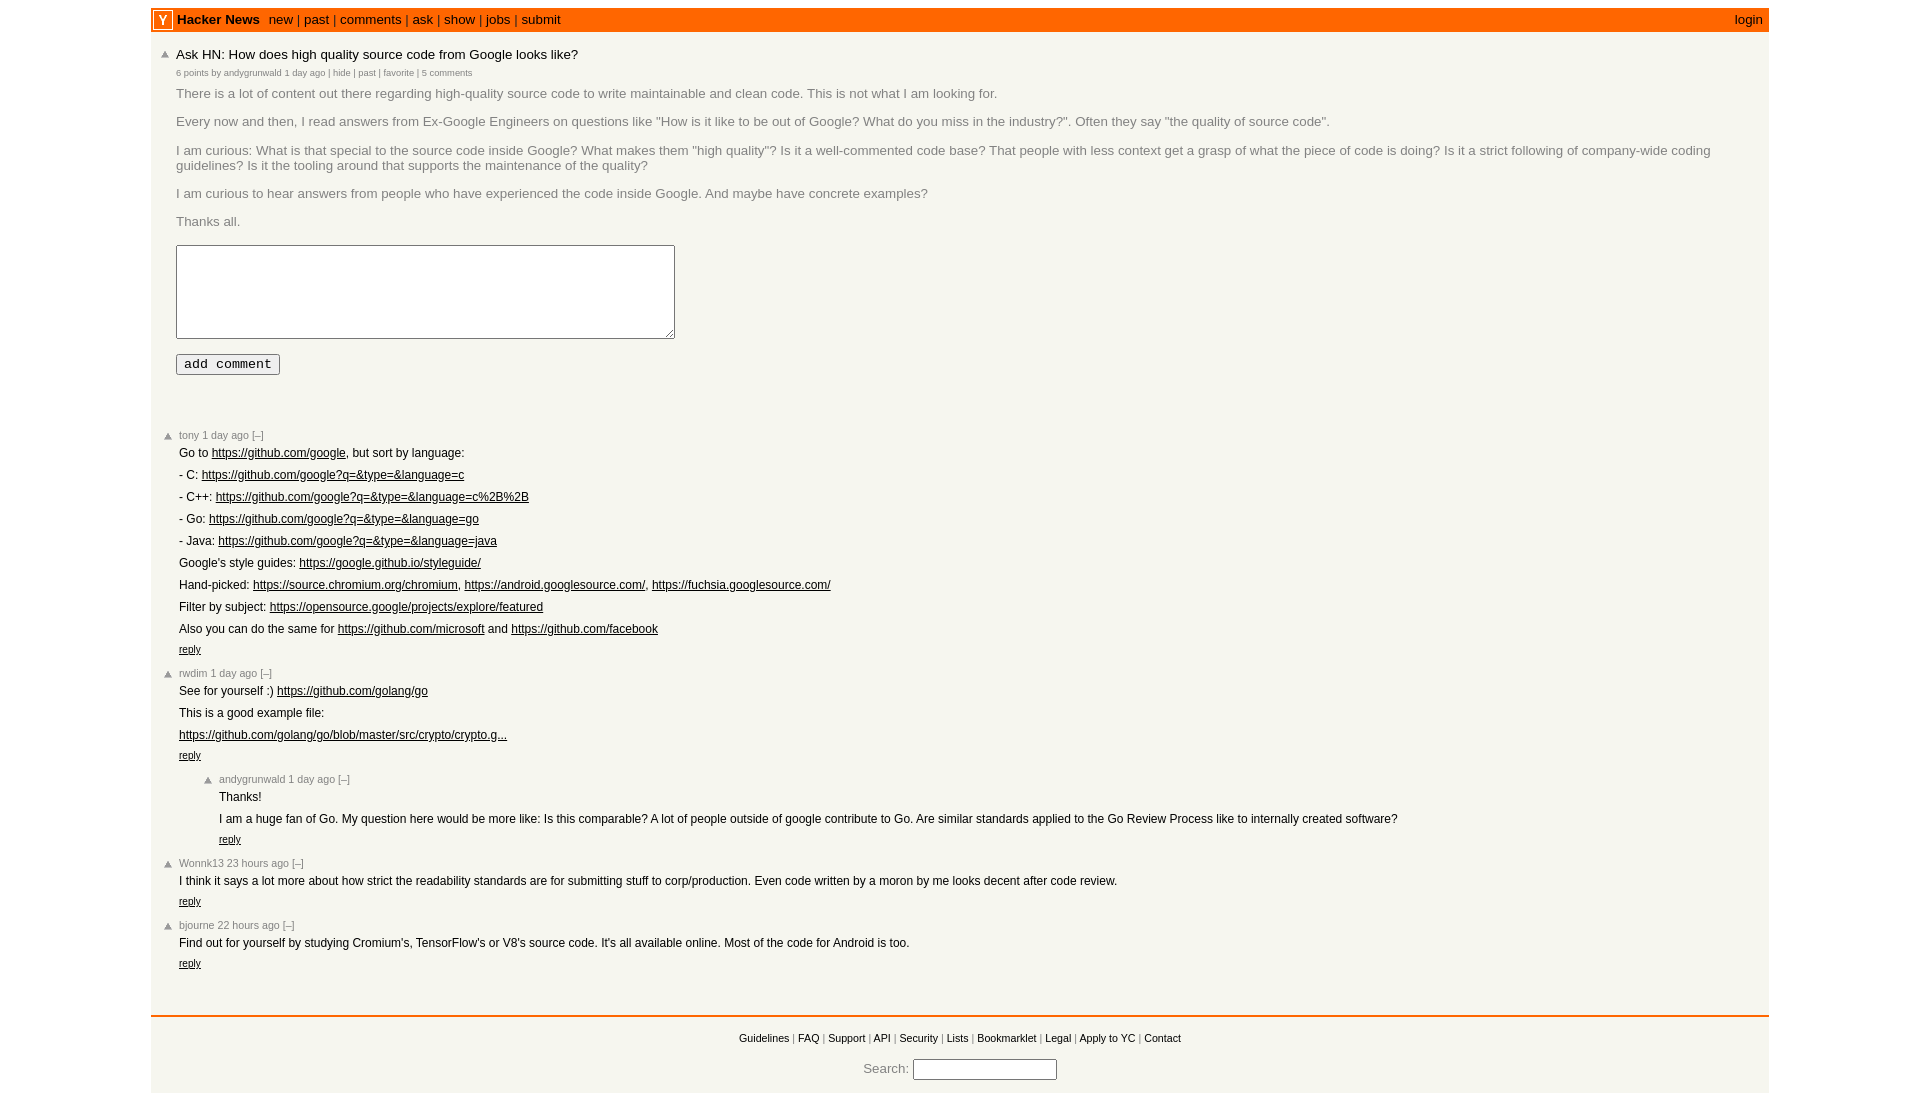 Y Hacker News new | past | comments | ask | show | jobs | submit login
Ask HN: How does high quality source code from Google looks like?
6 points by andygrunwald 1 day ago | hide | past | favorite | 5 comments
There is a lot of content out there regarding high-quality source code to write maintainable and clean code. This is not what I am looking for.
Every now and then, I read answers from Ex-Google Engineers on questions like "How is it like to be out of Google? What do you miss in the industry?". Often they say "the quality of source code".
I am curious: What is that special to the source code inside Google? What makes them "high quality"? Is it a well-commented code base? That people with less context get a grasp of what the piece of code is doing? Is it a strict following of company-wide coding
guidelines? Is it the tooling around that supports the maintenance of the quality?
I am curious to hear answers from people who have experienced the code inside Google. And maybe have concrete examples?
Thanks all.
add comment
tony 1 day ago [–]
Go to https://github.com/google, but sort by language:
- C: https://github.com/google?q=&type=&language=c
- C++: https://github.com/google?q=&type=&language=c%2B%2B
- Go: https://github.com/google?q=&type=&language=go
- Java: https://github.com/google?q=&type=&language=java
Google's style guides: https://google.github.io/styleguide/
Hand-picked: https://source.chromium.org/chromium, https://android.googlesource.com/, https://fuchsia.googlesource.com/
Filter by subject: https://opensource.google/projects/explore/featured
Also you can do the same for https://github.com/microsoft and https://github.com/facebook
reply
rwdim 1 day ago [–]
See for yourself :) https://github.com/golang/go
This is a good example file:
https://github.com/golang/go/blob/master/src/crypto/crypto.g...
reply
andygrunwald 1 day ago [–]
Thanks!
I am a huge fan of Go. My question here would be more like: Is this comparable? A lot of people outside of google contribute to Go. Are similar standards applied to the Go Review Process like to internally created software?
reply
Wonnk13 23 hours ago [–]
I think it says a lot more about how strict the readability standards are for submitting stuff to corp/production. Even code written by a moron by me looks decent after code review.
reply
bjourne 22 hours ago [–]
Find out for yourself by studying Cromium's, TensorFlow's or V8's source code. It's all available online. Most of the code for Android is too.
reply
Guidelines | FAQ | Support | API | Security | Lists | Bookmarklet | Legal | Apply to YC | Contact
Search: